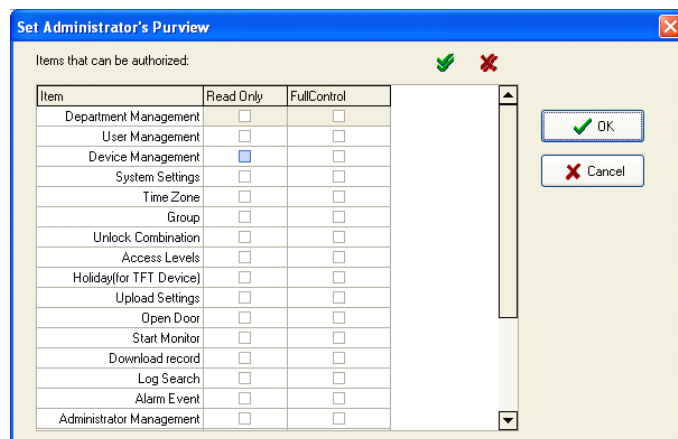 Set Administrator's Purview
Items that can be authorized:
Item Read Only FullControl
Department Management
User Management
Device Management
System Settings
Time Zone
Group
Unlock Combination
Access Levels
Holiday(for TFT Device)
Upload Settings
Open Door
Start Monitor
Download record
Log Search
Alarm Event
Administrator Management
OK
Cancel